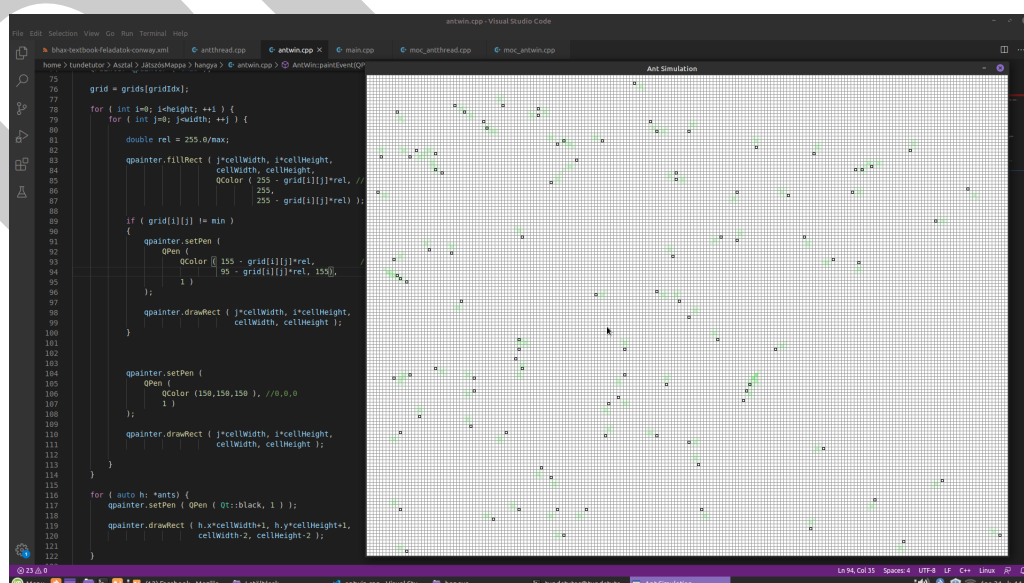 antwin.cpp - Visual Studio Code
File Edit Selection View Go Run Terminal Help
bhax-textbook-feladatok-conway.xml antthread.cpp antwin.cpp × main.cpp moc_antthread.cpp moc_antwin.cpp
home > tundetutor > Asztal > JátszósMappa > hangya > antwin.cpp > AntWin::paintEvent(QP
Ant Simulation
75
76 grid = grids[gridIdx];
77
78 for ( int i=0; i<height; ++i ) {
79 for ( int j=0; j<width; ++j ) {
80
81 double rel = 255.0/max;
82
83 qpainter.fillRect ( j*cellWidth, i*cellHeight,
84 cellWidth, cellHeight,
85 QColor ( 255 - grid[i][j]*rel, //
86 255,
87 255 - grid[i][j]*rel) );
88
89 if ( grid[i][j] != min )
90 {
91 qpainter.setPen (
92 QPen (
93 QColor ( 155 - grid[i][j]*rel, /
94 95 - grid[i][j]*rel, 155),
95 1 )
96 );
97
98 qpainter.drawRect ( j*cellWidth, i*cellHeight,
99 cellWidth, cellHeight );
100 }
101
102
103
104 qpainter.setPen (
105 QPen (
106 QColor (150,150,150 ), //0,0,0
107 1 )
108 );
109
110 qpainter.drawRect ( j*cellWidth, i*cellHeight,
111 cellWidth, cellHeight );
112
113 }
114 }
115
116 for ( auto h: *ants) {
117 qpainter.setPen ( QPen ( Qt::black, 1 ) );
118
119 qpainter.drawRect ( h.x*cellWidth+1, h.y*cellHeight+1,
120 cellWidth-2, cellHeight-2 );
121
122 }
23 0 Ln 94, Col 35 Spaces: 4 UTF-8 LF C++ Linux